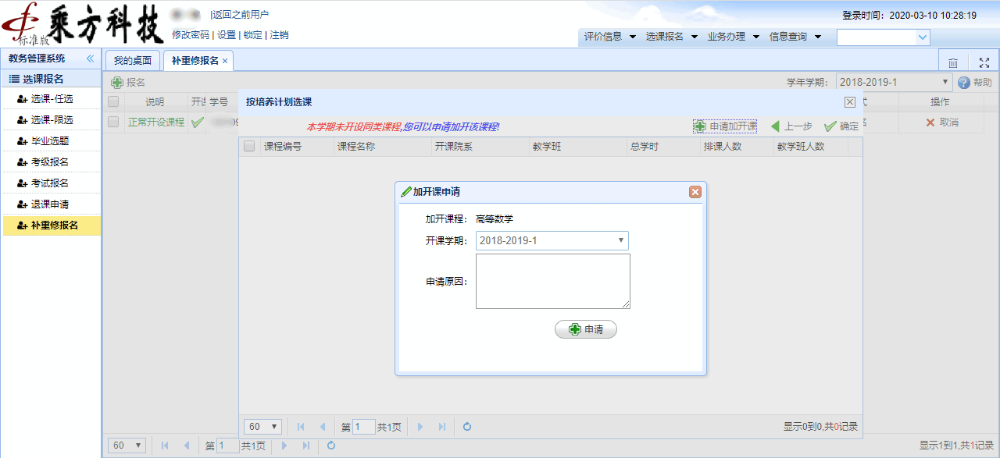 乘方科技
标准版
|返回之前用户
修改密码 | 设置 | 锁定 | 注销
登录时间：2020-03-10 10:28:19
评价信息 选课报名 业务办理 信息查询
教务管理系统
选课报名
选课-任选
选课-限选
毕业选题
考级报名
考试报名
退课申请
补重修报名
我的桌面 补重修报名
报名 学年学期： 2018-2019-1 帮助
说明 开 学号 操作
正常开设课程 取消
按培养计划选课
本学期未开设同类课程,您可以申请加开该课程! 申请加开课 上一步 确定
课程编号 课程名称 开课院系 教学班 总学时 排课人数 教学班人数
加开课申请
加开课程： 高等数学
开课学期： 2018-2019-1
申请原因：
申请
60 第 1 共1页 显示0到0,共0记录
60 第 1 共1页 显示1到1,共1记录